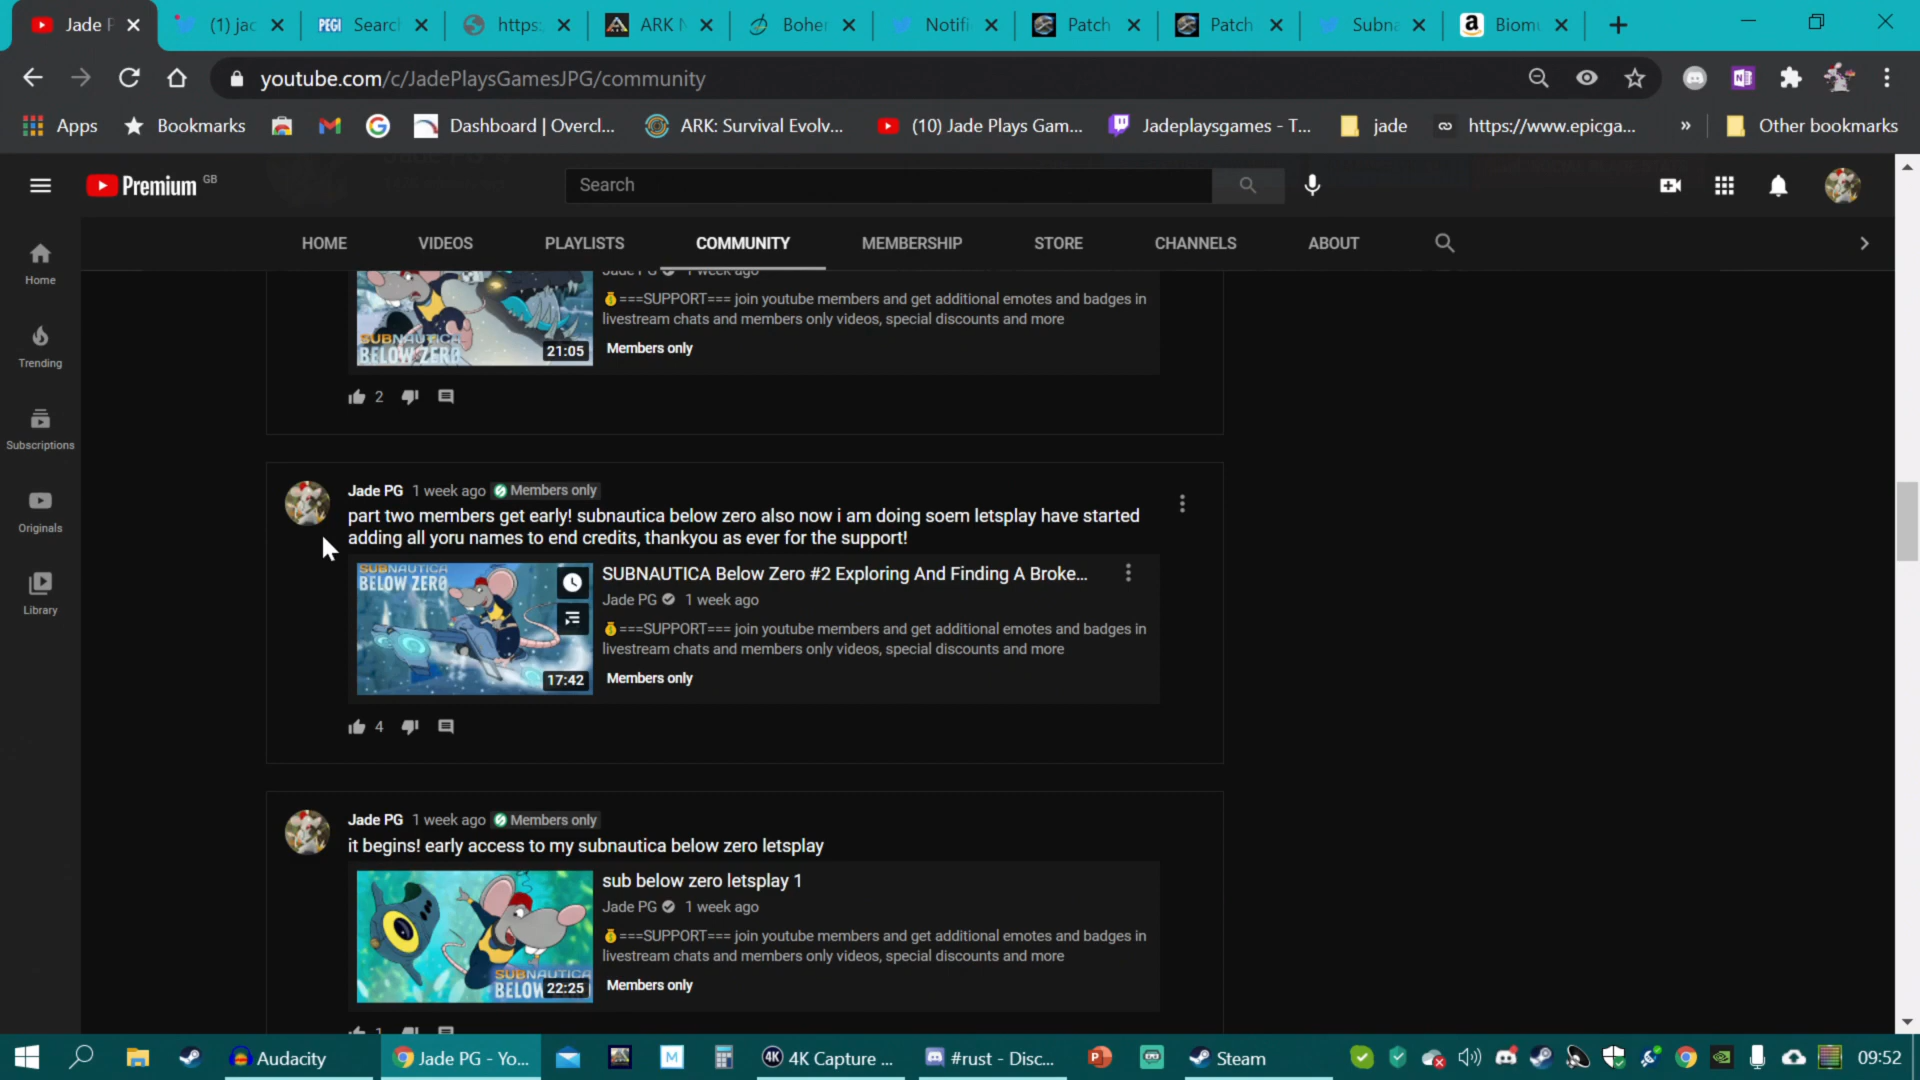 Jade P
(1) jac
PEGI Search
https:
ARK N
Boher
Notifi
Patch
Patch
Subna
Biomu
youtube.com/c/JadePlaysGamesJPG/community
Apps
Bookmarks
Dashboard | Overcl...
ARK: Survival Evolv...
(10) Jade Plays Gam...
Jadeplaysgames - T...
jade
https://www.epicga...
»
Other bookmarks
Premium GB
Search
HOME
VIDEOS
PLAYLISTS
COMMUNITY
MEMBERSHIP
STORE
CHANNELS
ABOUT
Home
Trending
Subscriptions
Originals
Library
Jade PG 1 week ago
===SUPPORT=== join youtube members and get additional emotes and badges in
livestream chats and members only videos, special discounts and more
Members only
SUBNAUTICA
BELOW ZERO
21:05
2
Jade PG 1 week ago Members only
part two members get early! subnautica below zero also now i am doing soem letsplay have started
adding all yoru names to end credits, thankyou as ever for the support!
SUBNAUTICA
BELOW ZERO
17:42
SUBNAUTICA Below Zero #2 Exploring And Finding A Broke...
Jade PG 1 week ago
===SUPPORT=== join youtube members and get additional emotes and badges in
livestream chats and members only videos, special discounts and more
Members only
4
Jade PG 1 week ago Members only
it begins! early access to my subnautica below zero letsplay
sub below zero letsplay 1
Jade PG 1 week ago
===SUPPORT=== join youtube members and get additional emotes and badges in
livestream chats and members only videos, special discounts and more
Members only
SUBNAUTICA
BELOW
22:25
1
Audacity
Jade PG - Yo...
4K Capture ...
#rust - Disc...
Steam
09:52